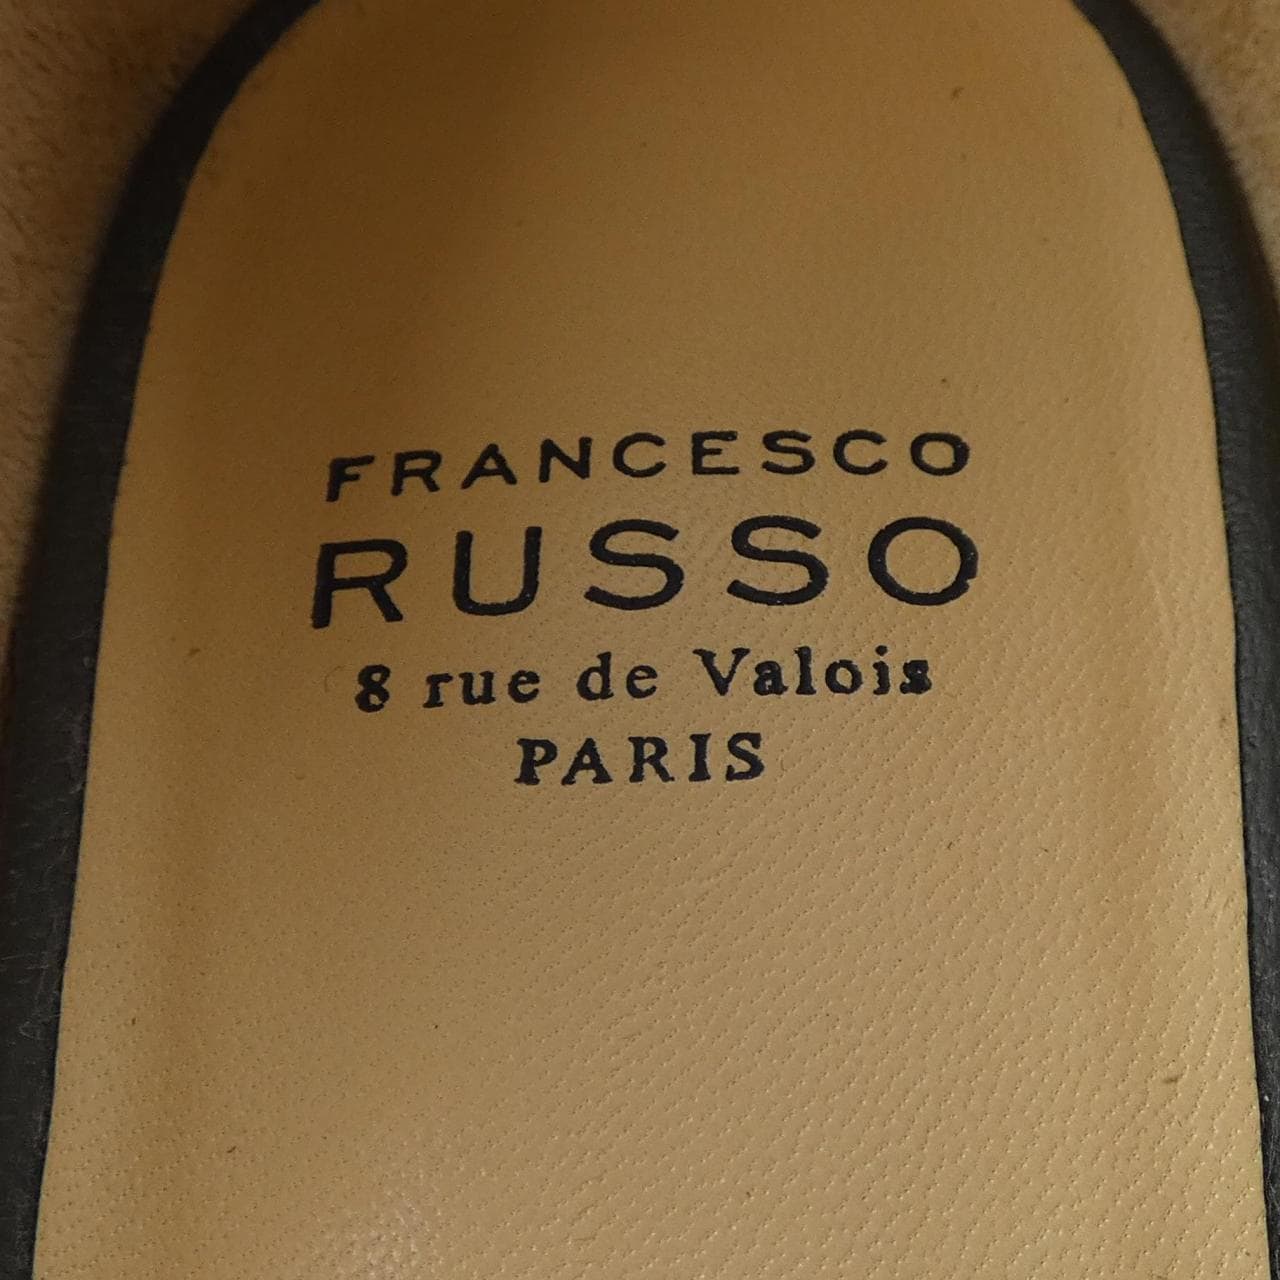 FRANCESCO
RUSSO
8 rue de Valois
PARIS